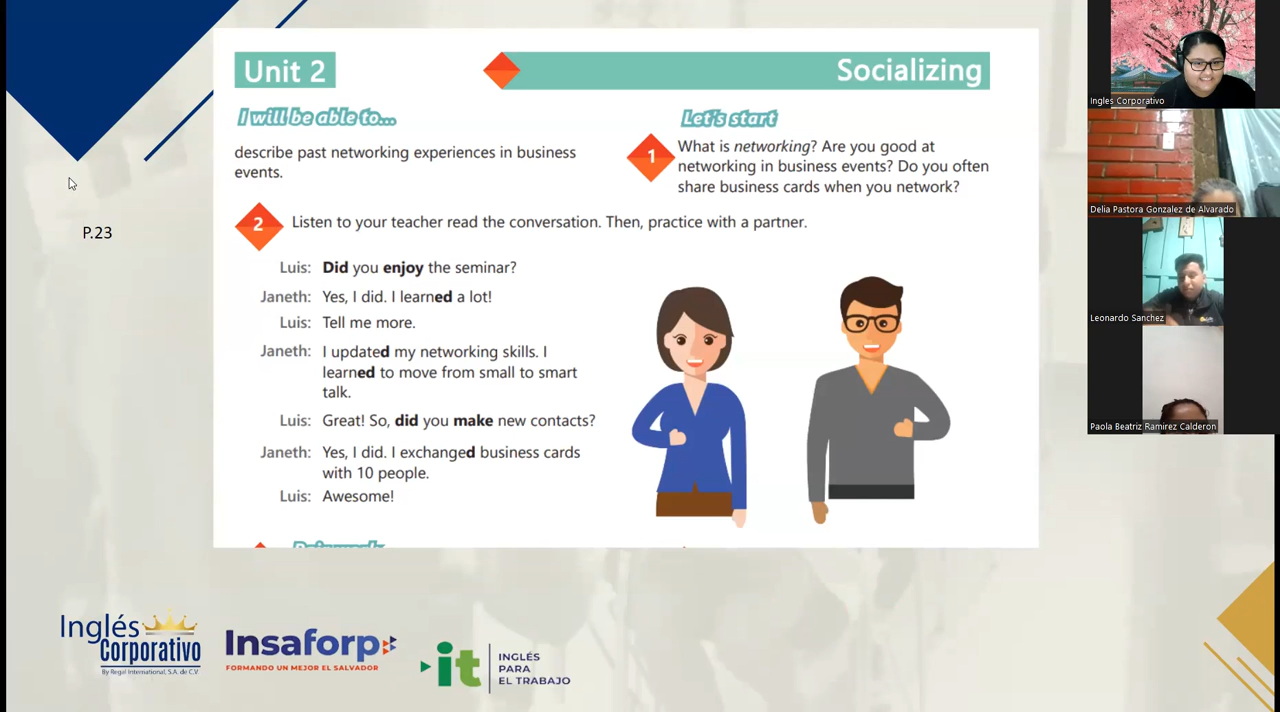 Unit 2
Socializing
I will be able to...
describe past networking experiences in business
events.
Let's start
1
What is networking? Are you good at
networking in business events? Do you often
share business cards when you network?
2
Listen to your teacher read the conversation. Then, practice with a partner.
Luis: Did you enjoy the seminar?
Janeth: Yes, I did. I learned a lot!
Luis: Tell me more.
Janeth: I updated my networking skills. I
learned to move from small to smart
talk.
Luis: Great! So, did you make new contacts?
Janeth: Yes, I did. I exchanged business cards
with 10 people.
Luis: Awesome!
P.23
Inglés
Corporativo
By Regal International, S.A. de C.V.
Insaforp
FORMANDO UN MEJOR EL SALVADOR
it
INGLÉS
PARA
EL TRABAJO
Ingles Corporativo
Delia Pastora Gonzalez de Alvarado
Leonardo Sanchez
Paola Beatriz Ramirez Calderon